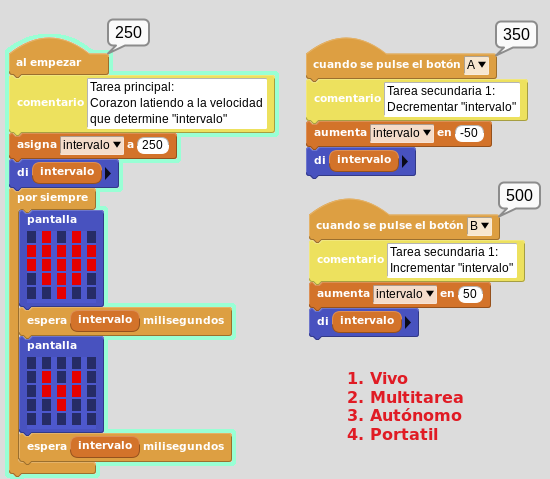 250
al empezar
comentario
Tarea principal:
Corazon latiendo a la velocidad
que determine "intervalo"
asigna intervalo a 250
di intervalo
por siempre
pantalla
espera intervalo milisegundos
pantalla
espera intervalo milisegundos
350
cuando se pulse el botón A
comentario
Tarea secundaria 1:
Decrementar "intervalo"
aumenta intervalo en -50
di intervalo
500
cuando se pulse el botón B
comentario
Tarea secundaria 1:
Incrementar "intervalo"
aumenta intervalo en 50
di intervalo
1. Vivo
2. Multitarea
3. Autónomo
4. Portatil